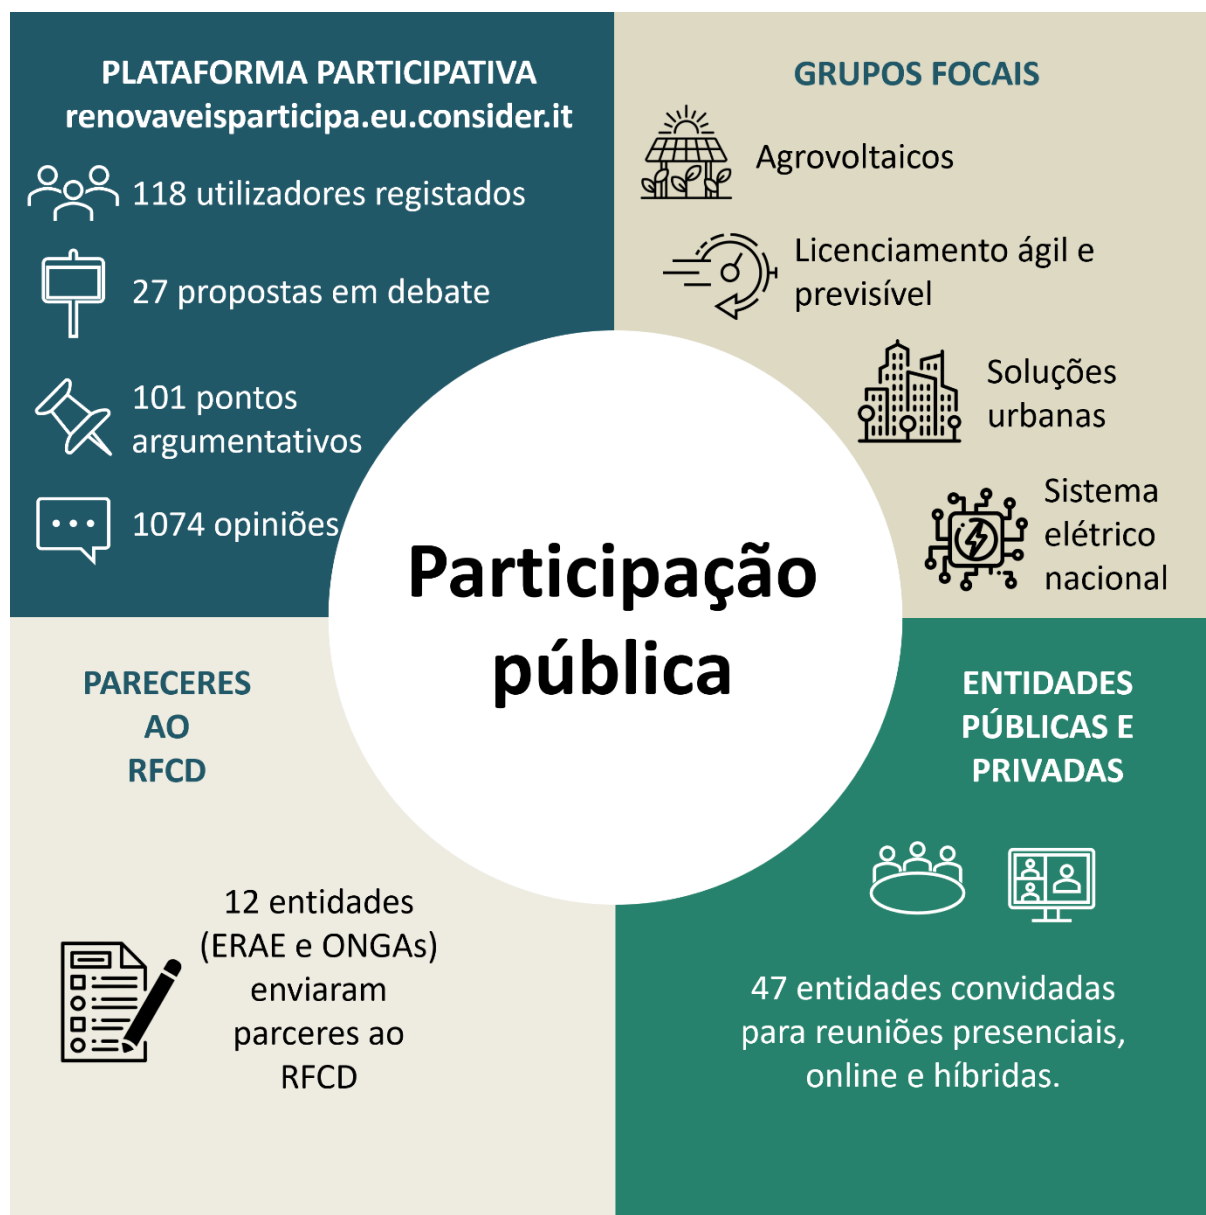 PLATAFORMA PARTICIPATIVA
renovaveisparticipa.eu.consider.it
118 utilizadores registados
27 propostas em debate
101 pontos
argumentativos
1074 opiniões
GRUPOS FOCAIS
Agrovoltaicos
Licenciamento ágil e
previsível
Soluções
urbanas
Sistema
elétrico
nacional
Participação
pública
PARECERES
AO
RFCD
12 entidades
(ERAE e ONGAs)
enviaram
parceres ao
RFCD
ENTIDADES
PÚBLICAS E
PRIVADAS
47 entidades convidadas
para reuniões presenciais,
online e híbridas.